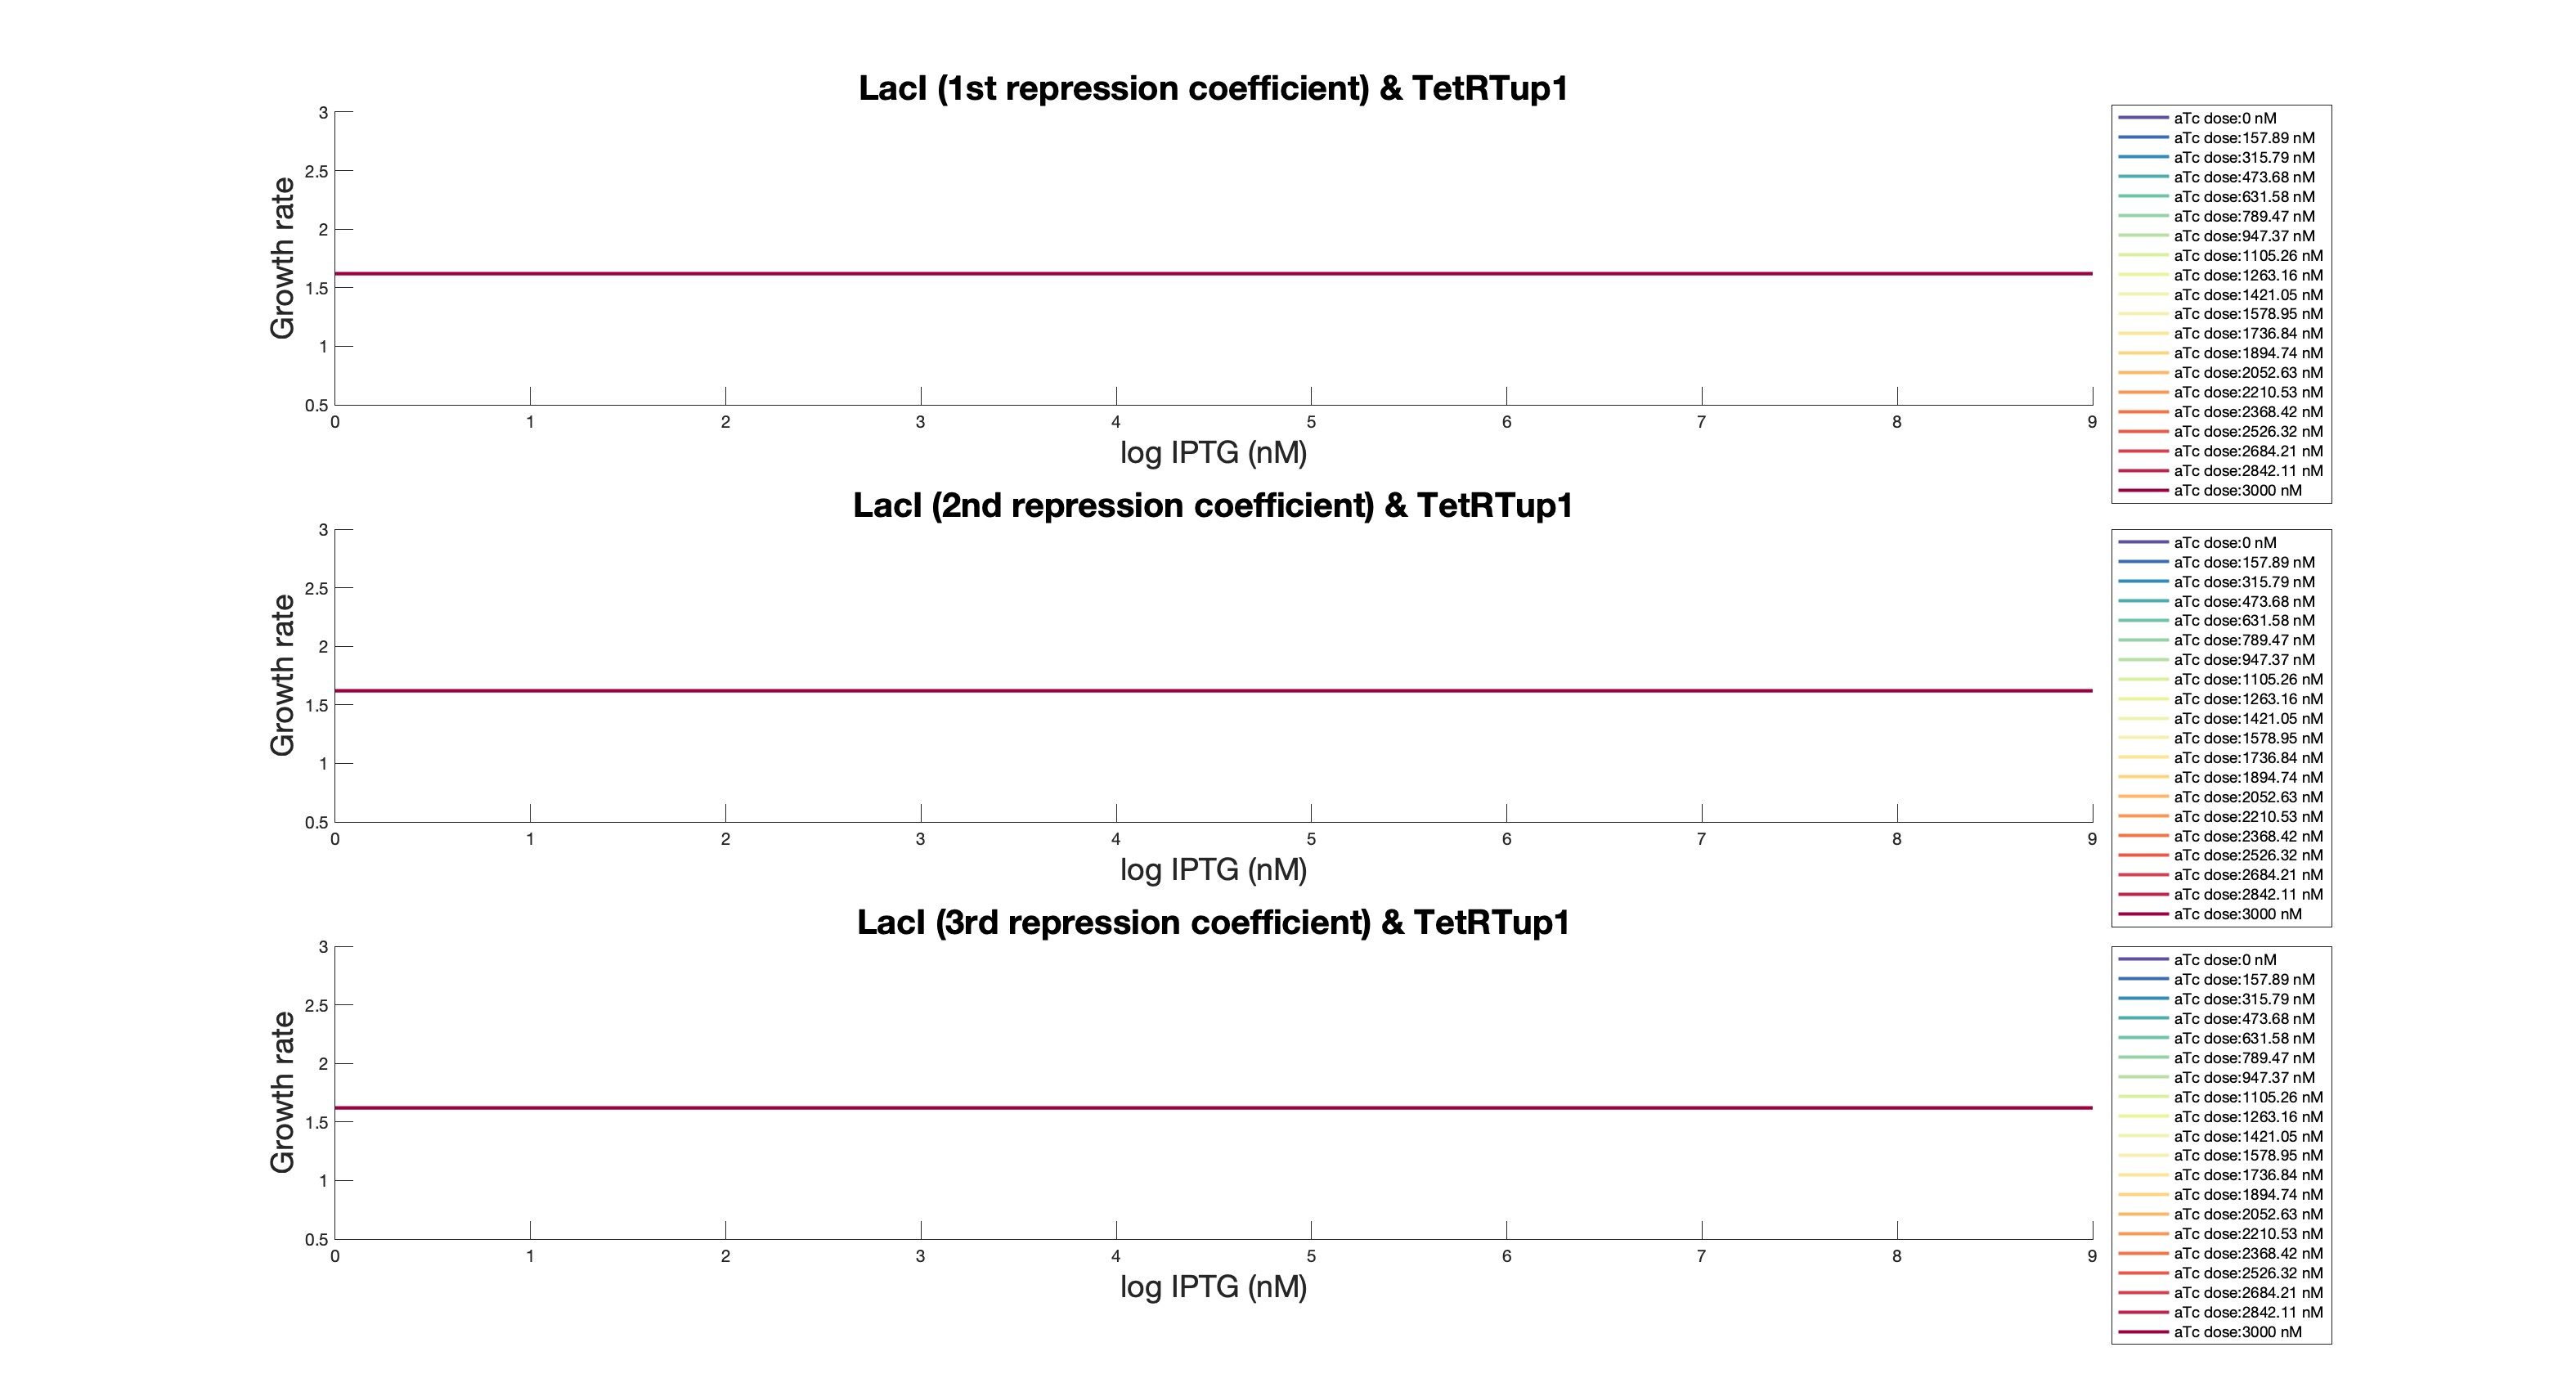 LacI (1st repression coefficient) & TetRTup1
3
2.5
2
1.5
1
0.5
Growth rate
0 1 2 3 4 5 6 7 8 9
log IPTG (nM)
aTc dose:0 nM
aTc dose:157.89 nM
aTc dose:315.79 nM
aTc dose:473.68 nM
aTc dose:631.58 nM
aTc dose:789.47 nM
aTc dose:947.37 nM
aTc dose:1105.26 nM
aTc dose:1263.16 nM
aTc dose:1421.05 nM
aTc dose:1578.95 nM
aTc dose:1736.84 nM
aTc dose:1894.74 nM
aTc dose:2052.63 nM
aTc dose:2210.53 nM
aTc dose:2368.42 nM
aTc dose:2526.32 nM
aTc dose:2684.21 nM
aTc dose:2842.11 nM
aTc dose:3000 nM
LacI (2nd repression coefficient) & TetRTup1
3
2.5
2
1.5
1
0.5
Growth rate
0 1 2 3 4 5 6 7 8 9
log IPTG (nM)
aTc dose:0 nM
aTc dose:157.89 nM
aTc dose:315.79 nM
aTc dose:473.68 nM
aTc dose:631.58 nM
aTc dose:789.47 nM
aTc dose:947.37 nM
aTc dose:1105.26 nM
aTc dose:1263.16 nM
aTc dose:1421.05 nM
aTc dose:1578.95 nM
aTc dose:1736.84 nM
aTc dose:1894.74 nM
aTc dose:2052.63 nM
aTc dose:2210.53 nM
aTc dose:2368.42 nM
aTc dose:2526.32 nM
aTc dose:2684.21 nM
aTc dose:2842.11 nM
aTc dose:3000 nM
LacI (3rd repression coefficient) & TetRTup1
3
2.5
2
1.5
1
0.5
Growth rate
0 1 2 3 4 5 6 7 8 9
log IPTG (nM)
aTc dose:0 nM
aTc dose:157.89 nM
aTc dose:315.79 nM
aTc dose:473.68 nM
aTc dose:631.58 nM
aTc dose:789.47 nM
aTc dose:947.37 nM
aTc dose:1105.26 nM
aTc dose:1263.16 nM
aTc dose:1421.05 nM
aTc dose:1578.95 nM
aTc dose:1736.84 nM
aTc dose:1894.74 nM
aTc dose:2052.63 nM
aTc dose:2210.53 nM
aTc dose:2368.42 nM
aTc dose:2526.32 nM
aTc dose:2684.21 nM
aTc dose:2842.11 nM
aTc dose:3000 nM